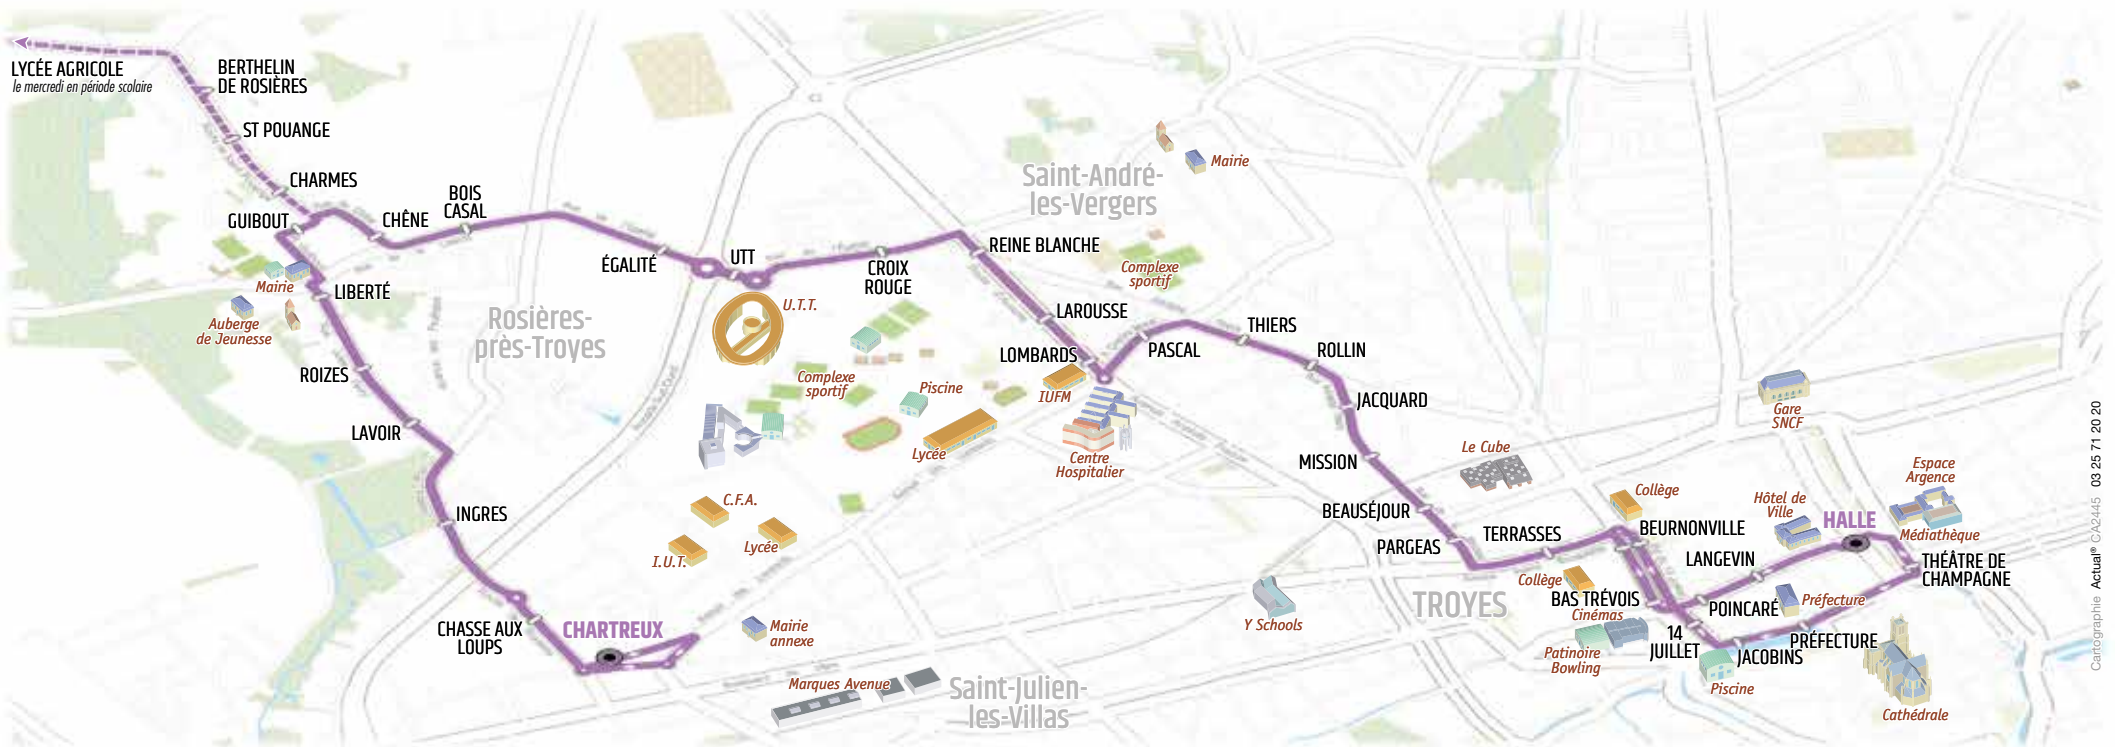 LYCÉE AGRICOLE
le mercredi en période scolaire
BERTHELIN
DE ROSIÈRES
ST POUANGE
CHARMES
GUIBOUT
CHÊNE
BOIS
CASAL
ÉGALITÉ
UTT
CROIX
ROUGE
REINE BLANCHE
Saint-André-
les-Vergers
Mairie
Complexe
sportif
Mairie
LIBERTÉ
Auberge
de Jeunesse
Rosières-
près-Troyes
U.T.T.
LAROUSSE
LOMBARDS
PASCAL
THIERS
ROLLIN
ROIZES
Complexe
sportif
Piscine
IUFM
JACQUARD
Gare
SNCF
LAVOIR
Lycée
Centre
Hospitalier
MISSION
Le Cube
Espace
Argence
INGRES
C.F.A.
Lycée
I.U.T.
BEAUSÉJOUR
PARGEAS
TERRASSES
Collège
BEURNONVILLE
Hôtel de
Ville
HALLE
Médiathèque
LANGEVIN
THÉÂTRE DE
CHAMPAGNE
Collège
BAS TRÉVOIS
Cinémas
TROYES
POINCARÉ
Préfecture
CHASSE AUX
LOUPS
CHARTREUX
Mairie
annexe
Y Schools
Patinoire
Bowling
14
JUILLET
JACOBINS
PRÉFECTURE
Piscine
Cathédrale
Marques Avenue
Saint-Julien-
les-Villas
Cartographie Actual® CA2445 03 25 71 20 20